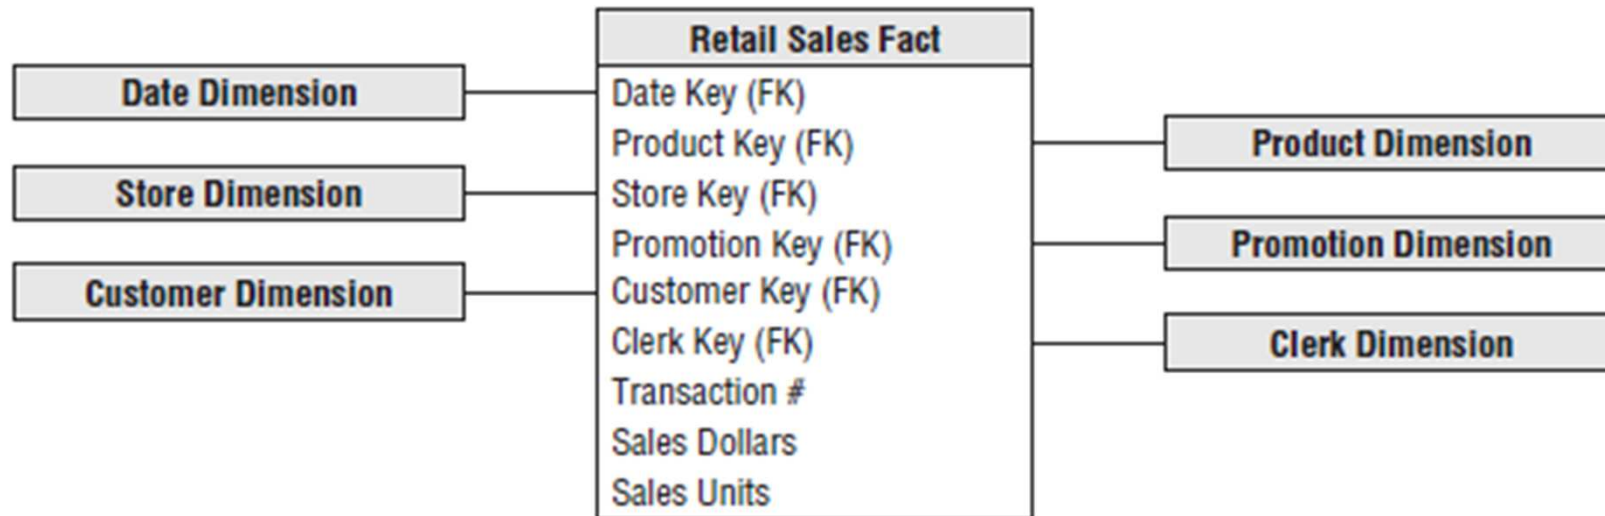 Retail Sales Fact
Date Key (FK)
Product Key (FK)
Store Key (FK)
Promotion Key (FK)
Customer Key (FK)
Clerk Key (FK)
Transaction #
Sales Dollars
Sales Units
Date Dimension
Store Dimension
Customer Dimension
Product Dimension
Promotion Dimension
Clerk Dimension